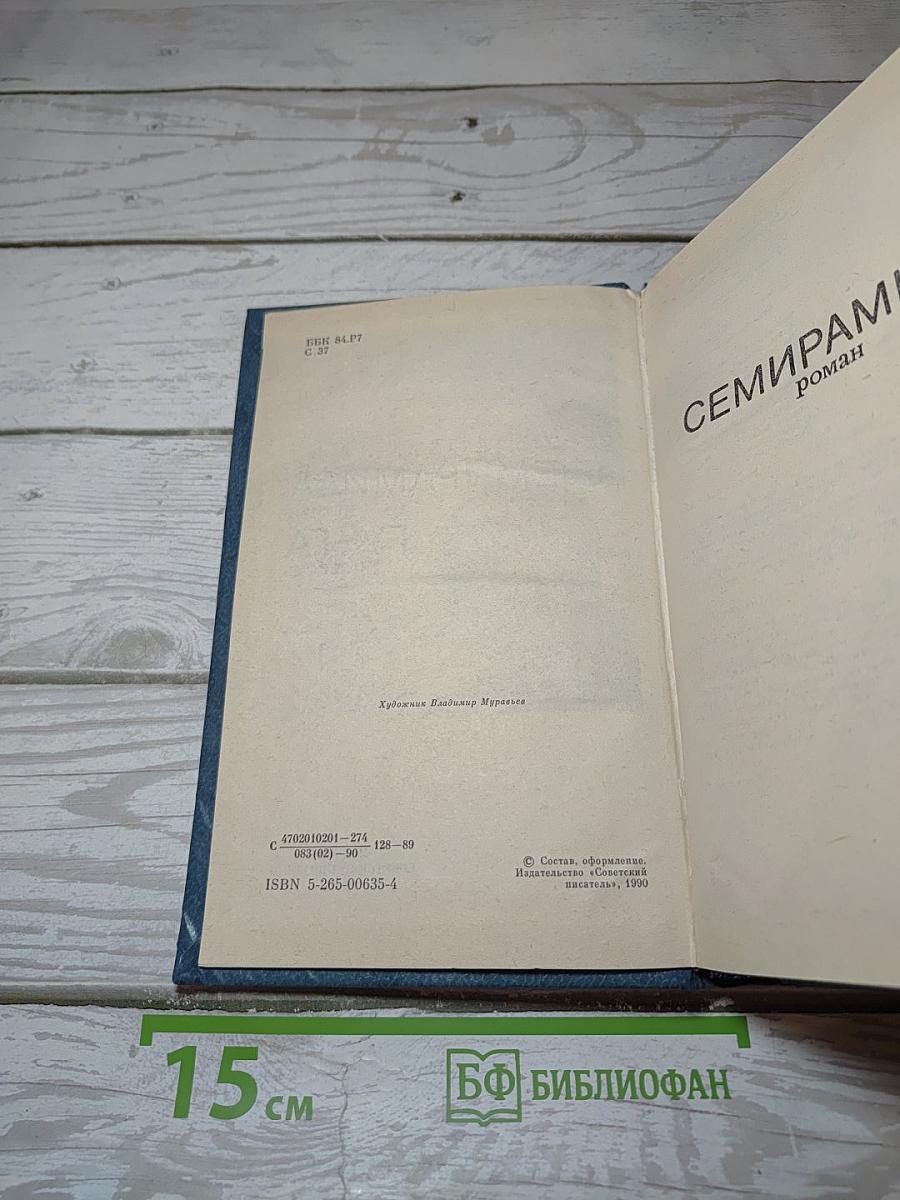 ББК 84.Р7
С 37
Художник Владимир Муравьев
С 4702010201—274 128—89
083(02)—90
ISBN 5-265-00635-4
© Состав, оформление.
Издательство «Советский
писатель», 1990
СЕМИРАМИ
роман
15 см
БФ БИБЛИОФАН